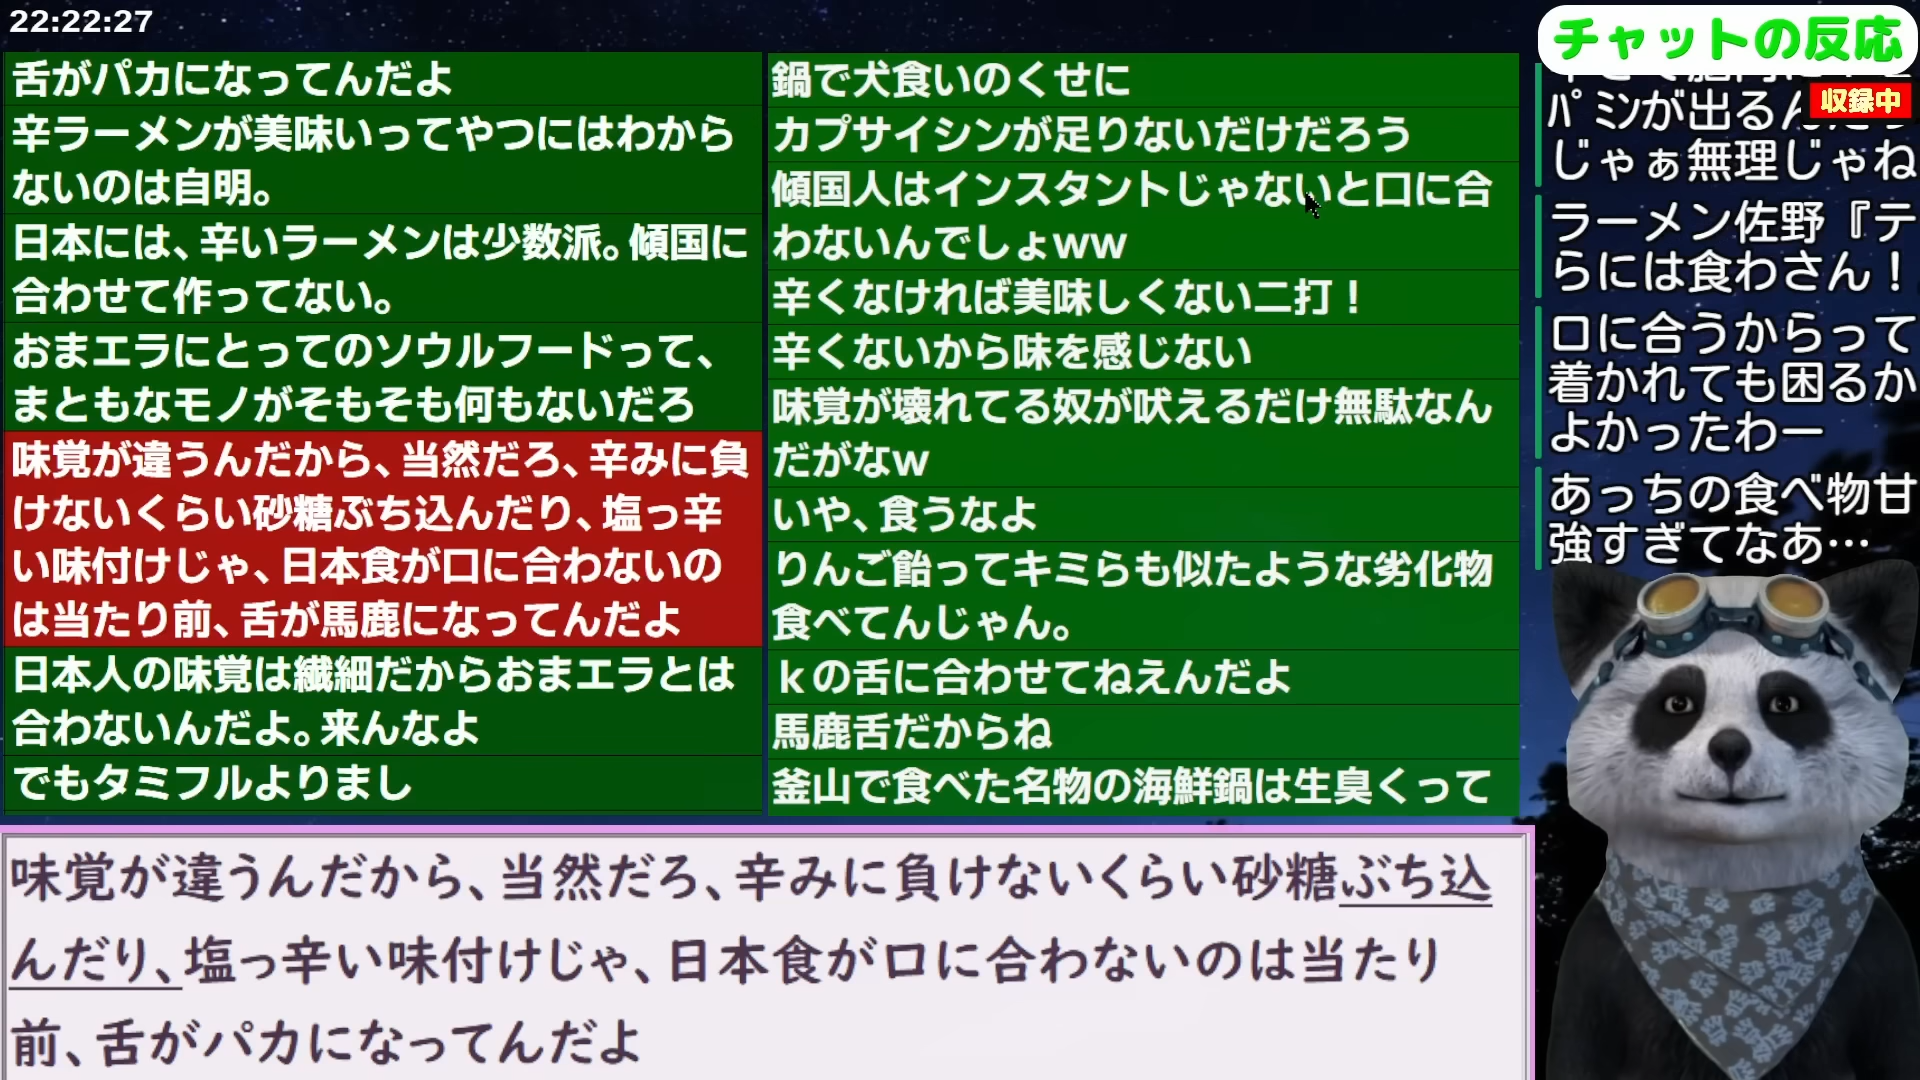 22:22:27
舌がパカになってんだよ
辛ラーメンが美味いってやつにはわから
ないのは自明。
日本には、辛いラーメンは少数派。傾国に
合わせて作ってない。
おまエラにとってのソウルフードって、
まともなモノがそもそも何もないだろ
味覚が違うんだから、当然だろ、辛みに負
けないくらい砂糖ぶち込んだり、塩っ辛
い味付けじゃ、日本食が口に合わないの
は当たり前、舌が馬鹿になってんだよ
日本人の味覚は繊細だからおまエラとは
合わないんだよ。来んなよ
でもタミフルよりまし
鍋で犬食いのくせに
カプサイシンが足りないだけだろう
傾国人はインスタントじゃないと口に合
わないんでしょww
辛くなければ美味しくない二打！
辛くないから味を感じない
味覚が壊れてる奴が吠えるだけ無駄なん
だがなw
いや、食うなよ
りんご飴ってキミらも似たような劣化物
食べてんじゃん。
ｋの舌に合わせてねえんだよ
馬鹿舌だからね
釜山で食べた名物の海鮮鍋は生臭くって
チャットの反応
収録中
ﾊﾟﾐﾝが出るん
じゃぁ無理じゃね
ラーメン佐野『テ
らには食わさん！
口に合うからって
着かれても困るか
よかったわー
あっちの食べ物甘
強すぎてなあ…
味覚が違うんだから、当然だろ、辛みに負けないくらい砂糖ぶち込
んだり、塩っ辛い味付けじゃ、日本食が口に合わないのは当たり
前、舌がパカになってんだよ